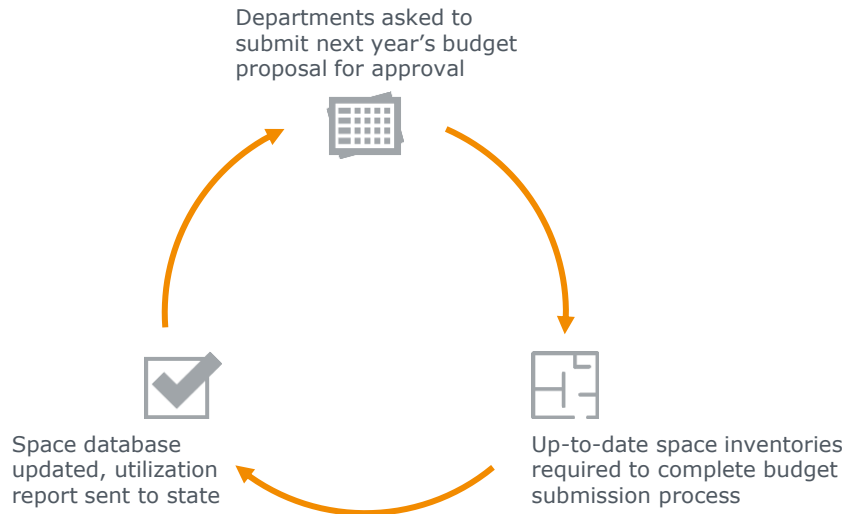 Departments asked to
submit next year’s budget
proposal for approval
Up-to-date space inventories
required to complete budget
submission process
Space database
updated, utilization
report sent to state